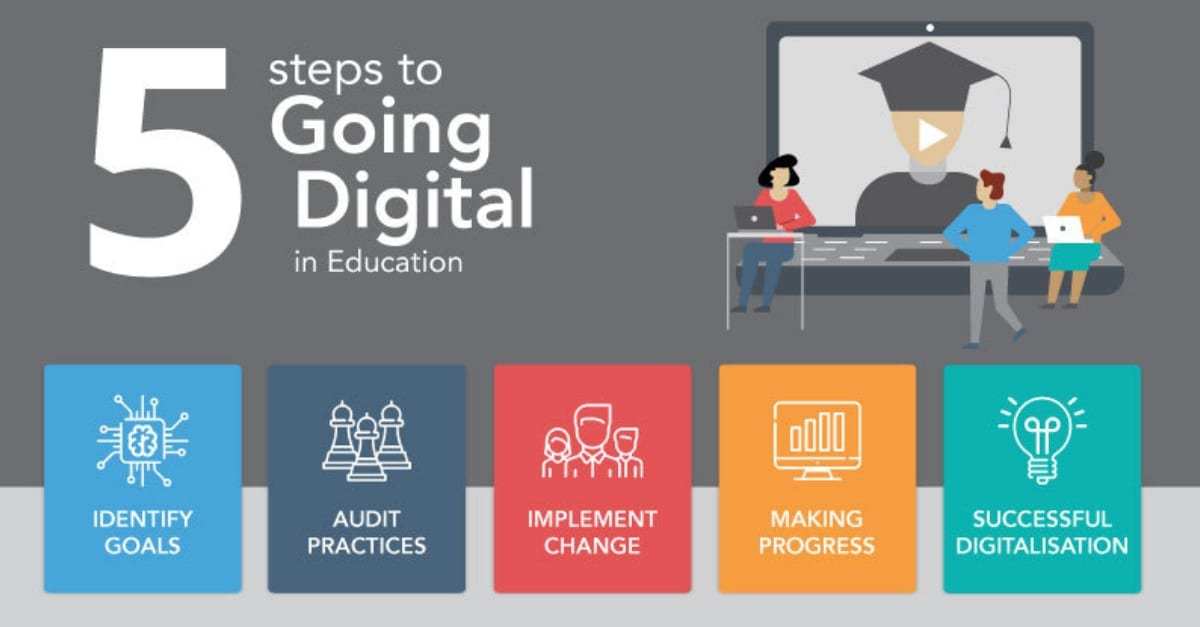 5
steps to
Going
Digital
in Education
IDENTIFY
GOALS
AUDIT
PRACTICES
IMPLEMENT
CHANGE
MAKING
PROGRESS
SUCCESSFUL
DIGITALISATION